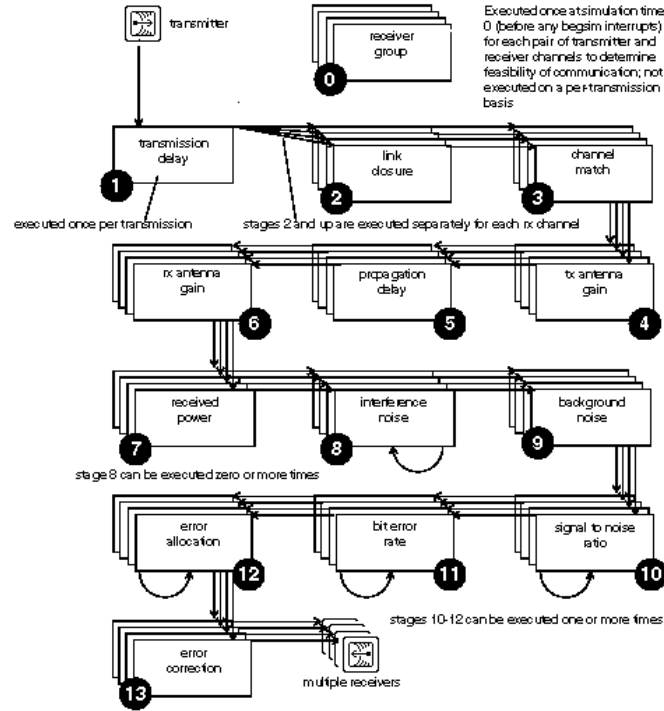 transmitter
receiver
group
0
Executed once at simulation time
0 (before any begsim interrupts)
for each pair of transmitter and
receiver channels to determine
feasibility of communication; not
executed on a per-transmission
basis
transmission
delay
1
link
closure
2
channel
match
3
executed once per transmission
stages 2 and up are executed separately for each rx channel
rx antenna
gain
6
propagation
delay
5
tx antenna
gain
4
received
power
7
interference
noise
8
background
noise
9
stage 8 can be executed zero or more times
error
allocation
12
bit error
rate
11
signal to noise
ratio
10
stages 10-12 can be executed one or more times
error
correction
13
multiple receivers